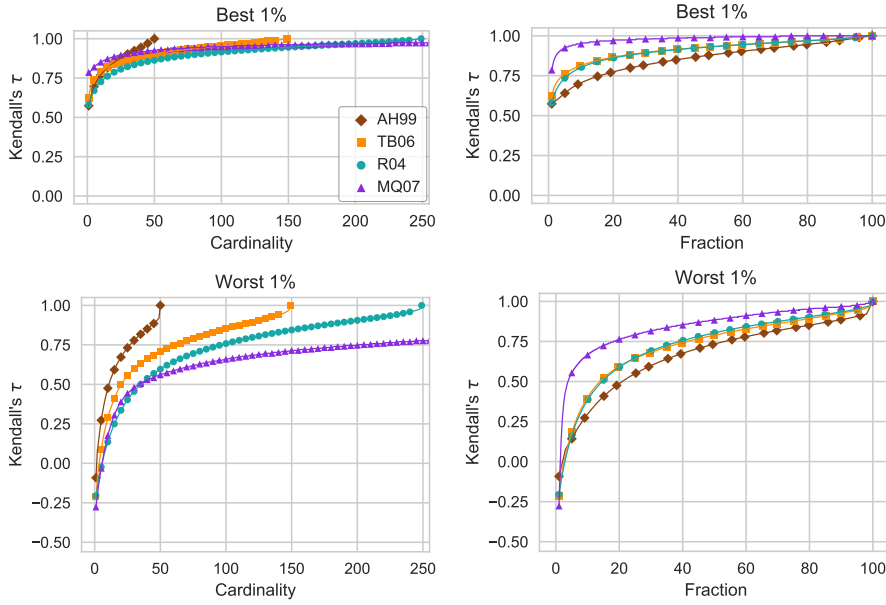 Best 1%
1.00
0.75
0.50
0.25
0.00
Kendall's τ
0 50 100 150 200 250
Cardinality
AH99
TB06
R04
MQ07
Best 1%
1.00
0.75
0.50
0.25
0.00
Kendall's τ
0 20 40 60 80 100
Fraction
Worst 1%
1.00
0.75
0.50
0.25
0.00
−0.25
−0.50
Kendall's τ
0 50 100 150 200 250
Cardinality
Worst 1%
1.00
0.75
0.50
0.25
0.00
−0.25
−0.50
Kendall's τ
0 20 40 60 80 100
Fraction